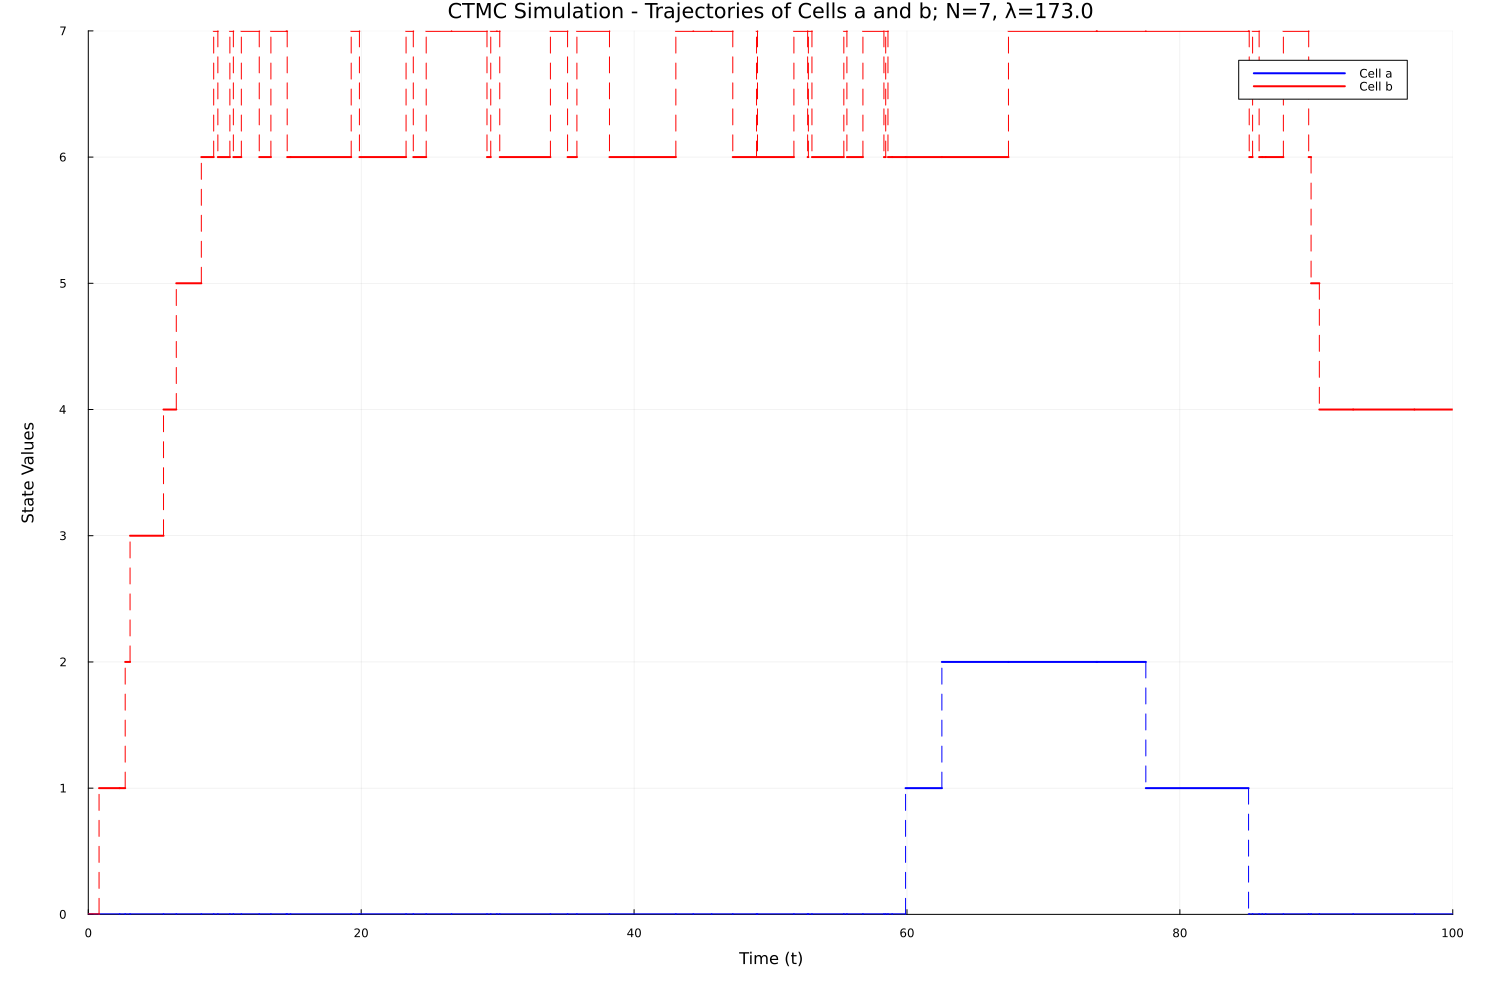 CTMC Simulation - Trajectories of Cells a and b; N=7, λ=173.0
7
Cell a
Cell b
6
5
4
State Values
3
2
1
0
0 20 40 60 80 100
Time (t)